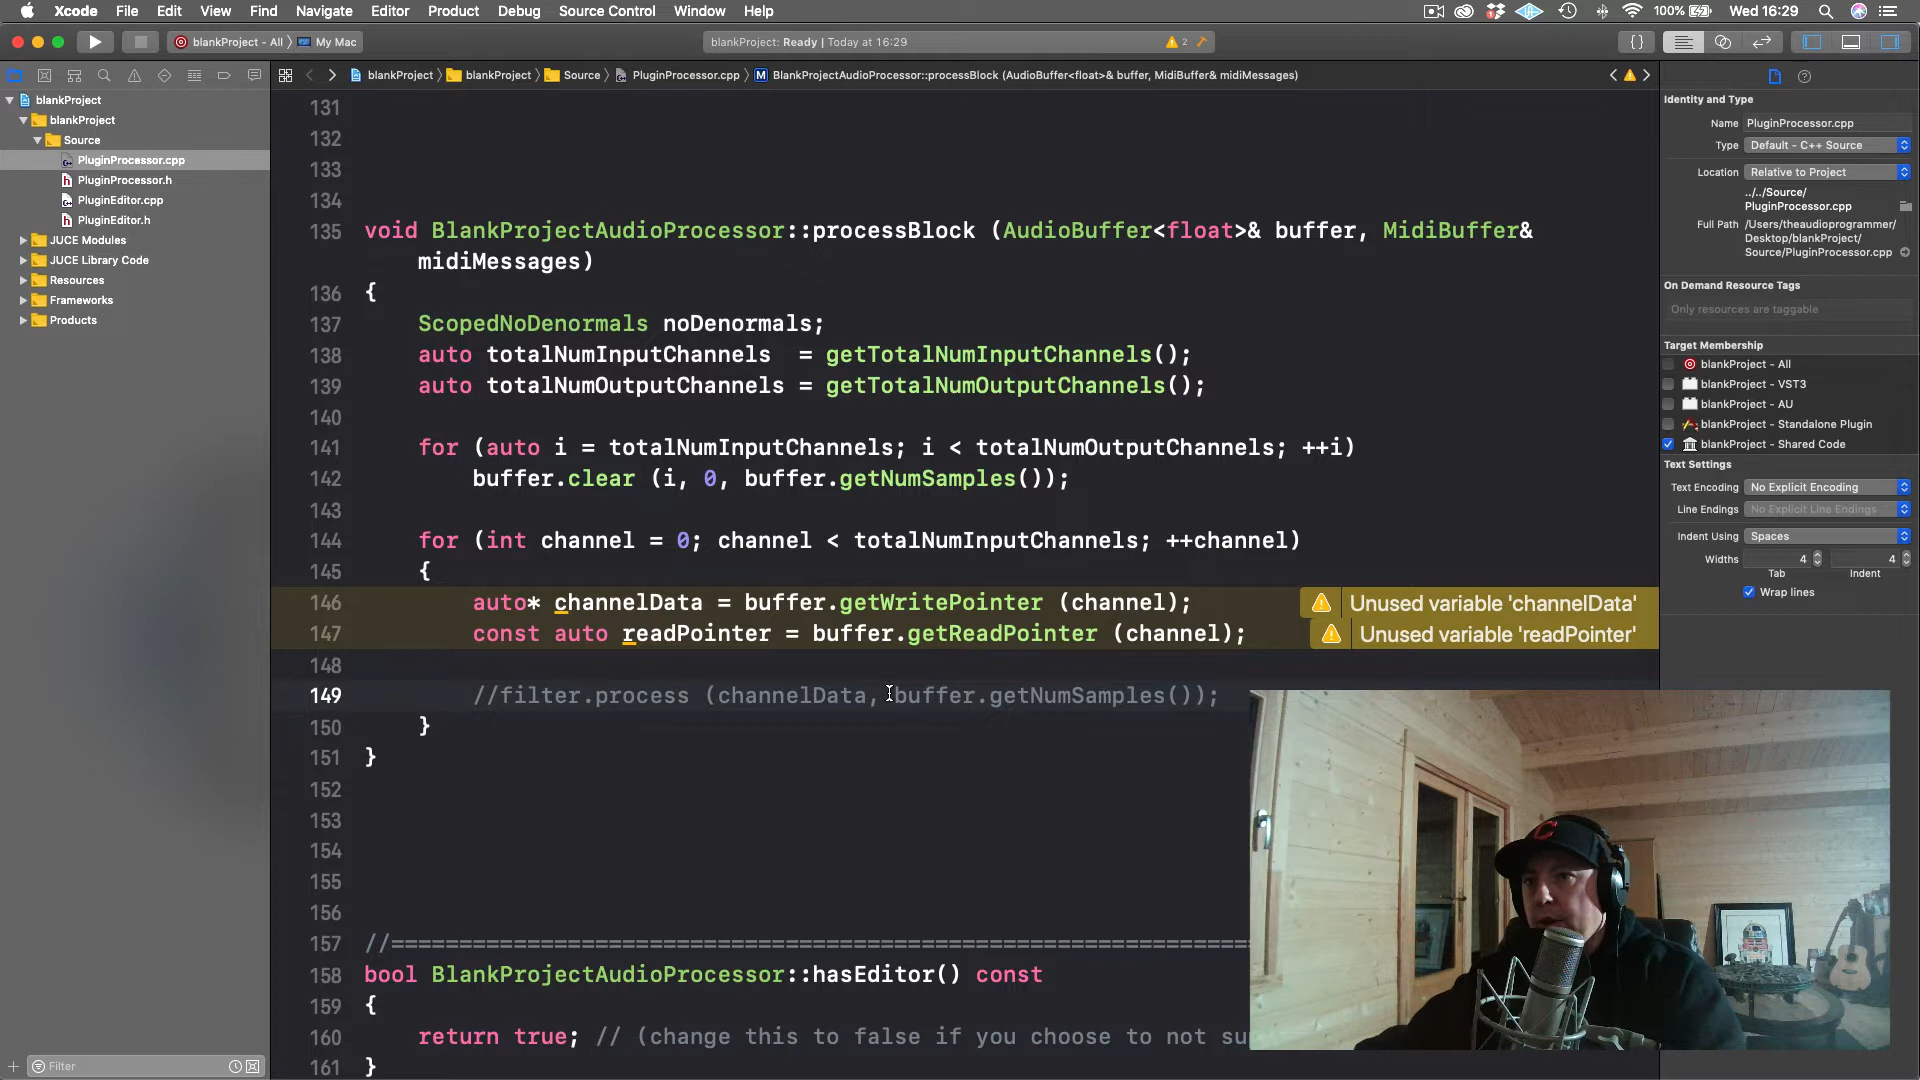 Xcode File Edit View Find Navigate Editor Product Debug Source Control Window Help 100% Wed 16:29
blankProject - All My Mac blankProject: Ready | Today at 16:29 2
blankProject blankProject Source PluginProcessor.cpp M BlankProjectAudioProcessor::processBlock (AudioBuffer<float>& buffer, MidiBuffer& midiMessages)
blankProject
blankProject
Source
PluginProcessor.cpp
PluginProcessor.h
PluginEditor.cpp
PluginEditor.h
JUCE Modules
JUCE Library Code
Resources
Frameworks
Products
Filter
131
132
133
134
135 void BlankProjectAudioProcessor::processBlock (AudioBuffer<float>& buffer, MidiBuffer&
midiMessages)
136 {
137 ScopedNoDenormals noDenormals;
138 auto totalNumInputChannels  = getTotalNumInputChannels();
139 auto totalNumOutputChannels = getTotalNumOutputChannels();
140
141 for (auto i = totalNumInputChannels; i < totalNumOutputChannels; ++i)
142 buffer.clear (i, 0, buffer.getNumSamples());
143
144 for (int channel = 0; channel < totalNumInputChannels; ++channel)
145 {
146 auto* channelData = buffer.getWritePointer (channel); Unused variable 'channelData'
147 const auto readPointer = buffer.getReadPointer (channel); Unused variable 'readPointer'
148
149 //filter.process (channelData, buffer.getNumSamples());
150 }
151 }
152
153
154
155
156
157 //==============================================================
158 bool BlankProjectAudioProcessor::hasEditor() const
159 {
160 return true; // (change this to false if you choose to not su
161 }
Identity and Type
Name PluginProcessor.cpp
Type Default - C++ Source
Location Relative to Project
../../Source/
PluginProcessor.cpp
Full Path /Users/theaudioprogrammer/
Desktop/blankProject/
Source/PluginProcessor.cpp
On Demand Resource Tags
Only resources are taggable
Target Membership
blankProject - All
blankProject - VST3
blankProject - AU
blankProject - Standalone Plugin
blankProject - Shared Code
Text Settings
Text Encoding No Explicit Encoding
Line Endings No Explicit Line Endings
Indent Using Spaces
Widths 4 4
Tab Indent
Wrap lines